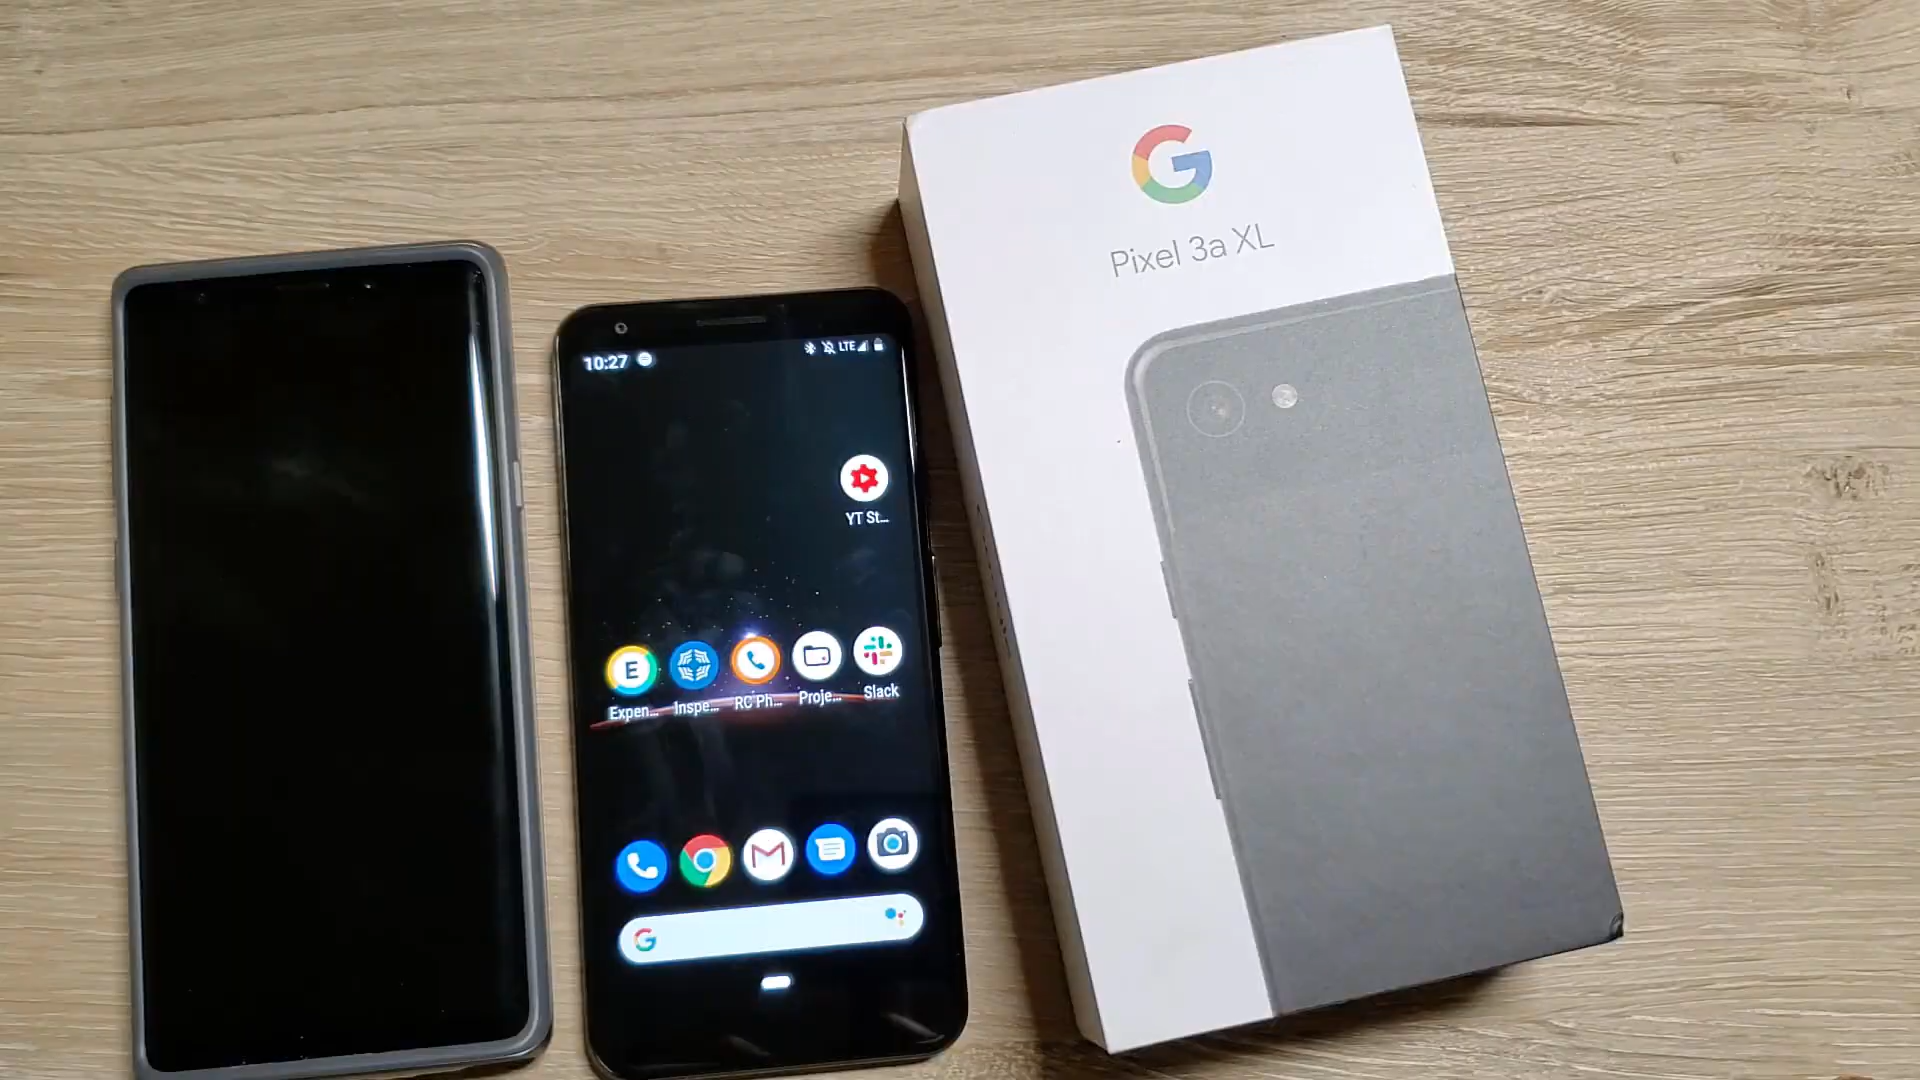 G
Pixel 3a XL
10:27
LTE
YT St...
E
Expen...
Inspe...
RC Ph...
Proje...
Slack
G